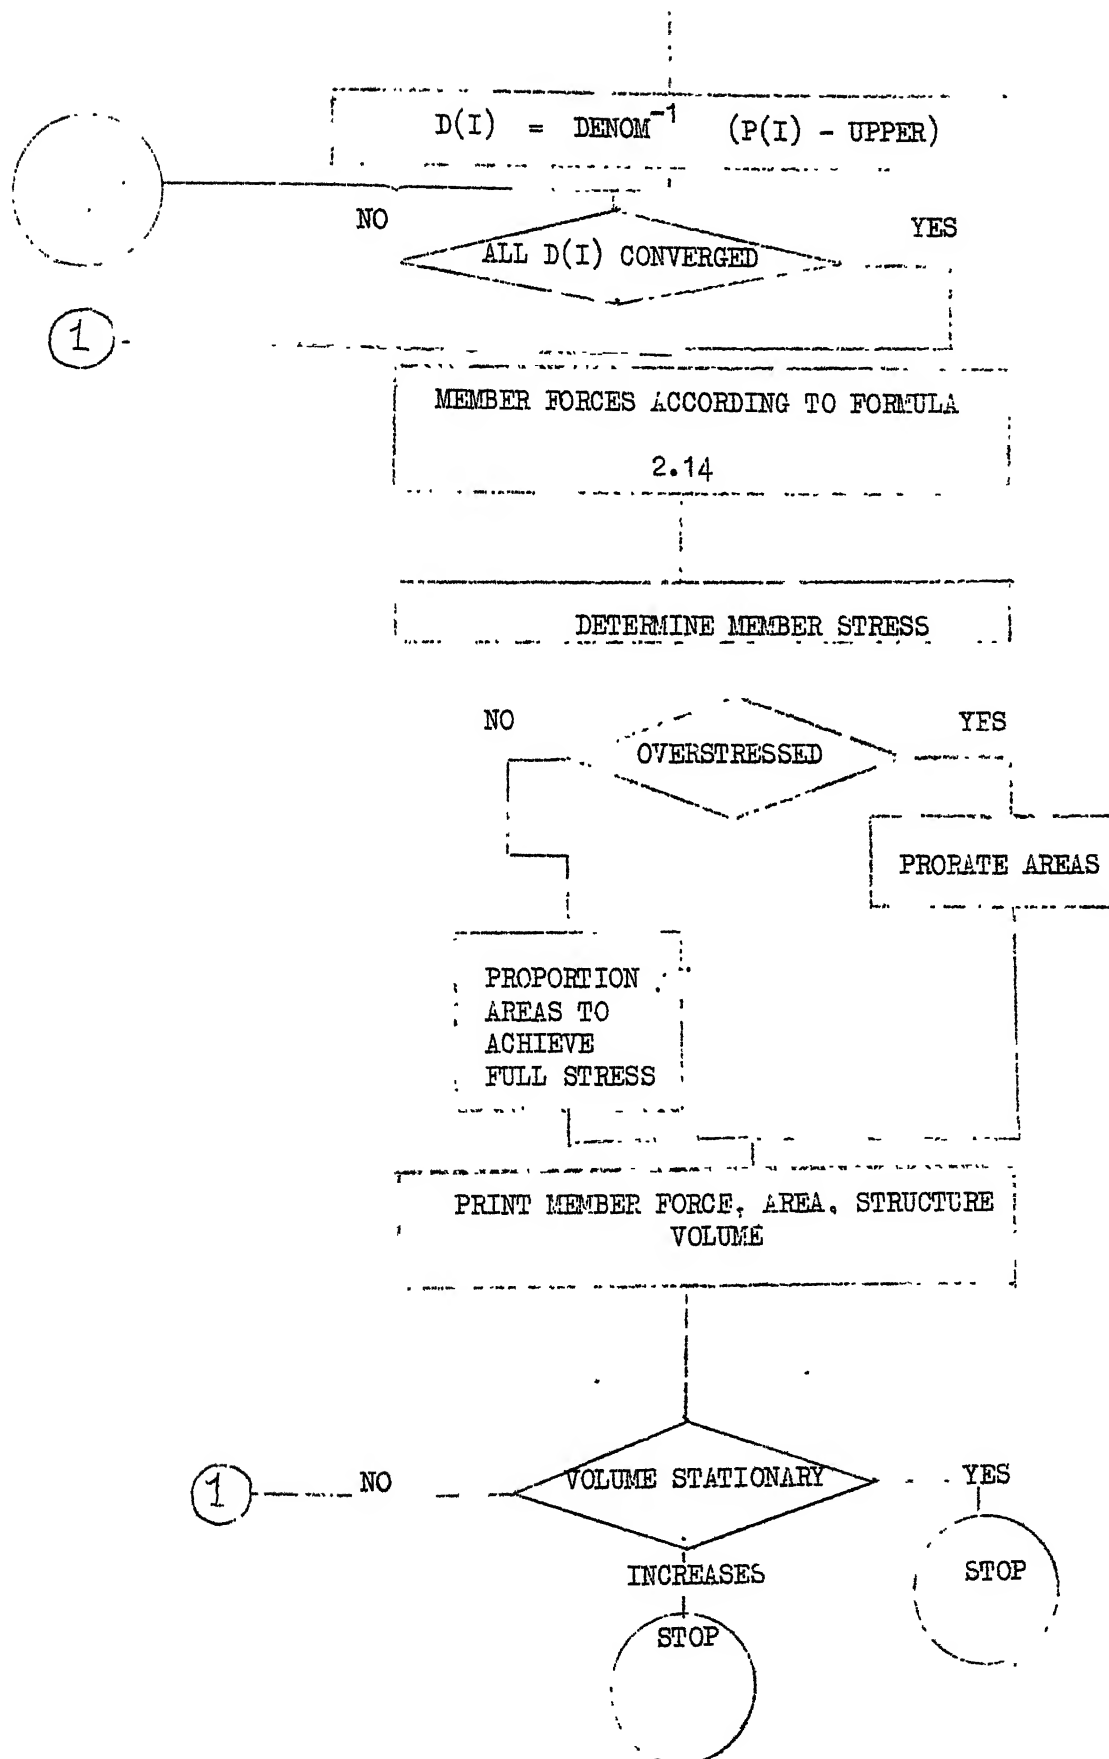 D(I) = DENOM⁻¹ (P(I) - UPPER)
NO
YES
ALL D(I) CONVERGED
1
MEMBER FORCES ACCORDING TO FORMULA
2.14
DETERMINE MEMBER STRESS
NO
YES
OVERSTRESSED
PRORATE AREAS
PROPORTION
AREAS TO
ACHIEVE
FULL STRESS
PRINT MEMBER FORCE, AREA, STRUCTURE
VOLUME
1
NO
VOLUME STATIONARY
YES
INCREASES
STOP
STOP